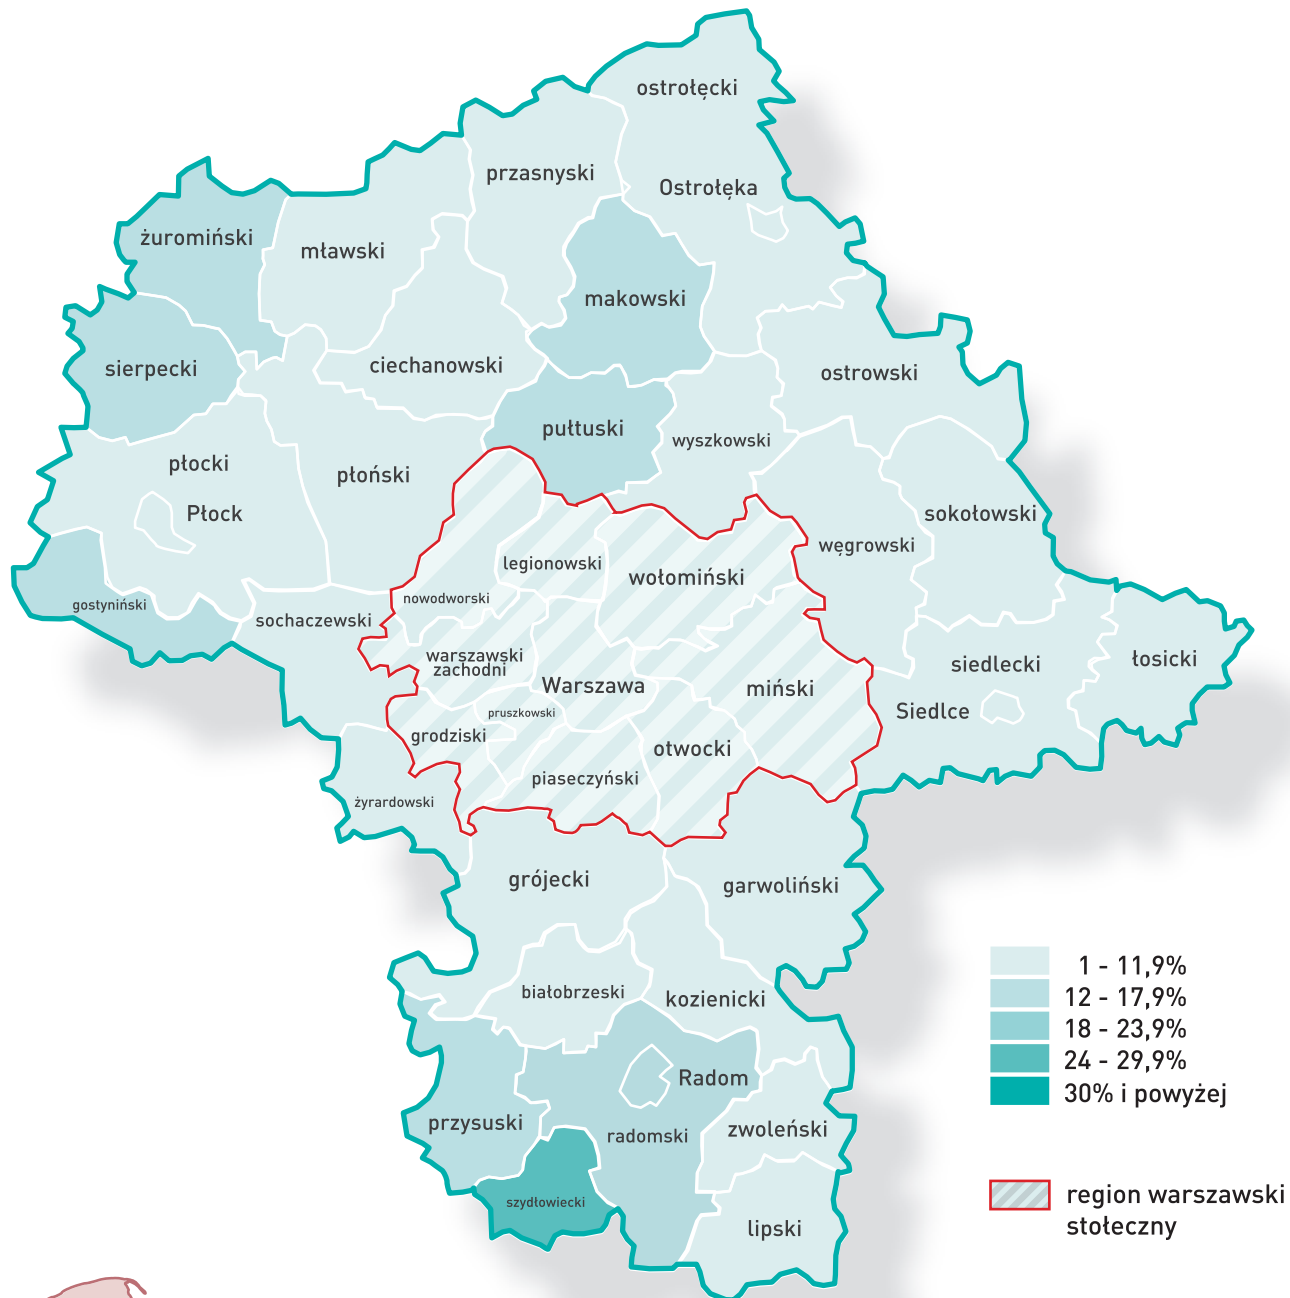 ostrołęcki
przasnyski
Ostrołęka
żuromiński
mławski
makowski
sierpecki
ciechanowski
ostrowski
pułtuski
wyszkowski
płocki
płoński
Płock
sokołowski
węgrowski
legionowski
wołomiński
nowodworski
gostyniński
sochaczewski
warszawski
zachodni
siedlecki
łosicki
Warszawa
miński
Siedlce
pruszkowski
grodziski
otwocki
piaseczyński
żyrardowski
grójecki
garwoliński
białobrzeski
kozienicki
Radom
przysuski
radomski
zwoleński
szydłowiecki
lipski
1 - 11,9%
12 - 17,9%
18 - 23,9%
24 - 29,9%
30% i powyżej
region warszawski
stołeczny